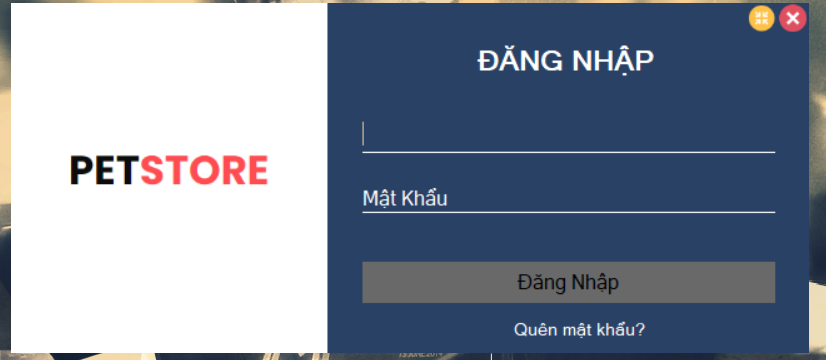 ĐĂNG NHẬP
PETSTORE
Mật Khẩu
Đăng Nhập
Quên mật khẩu?